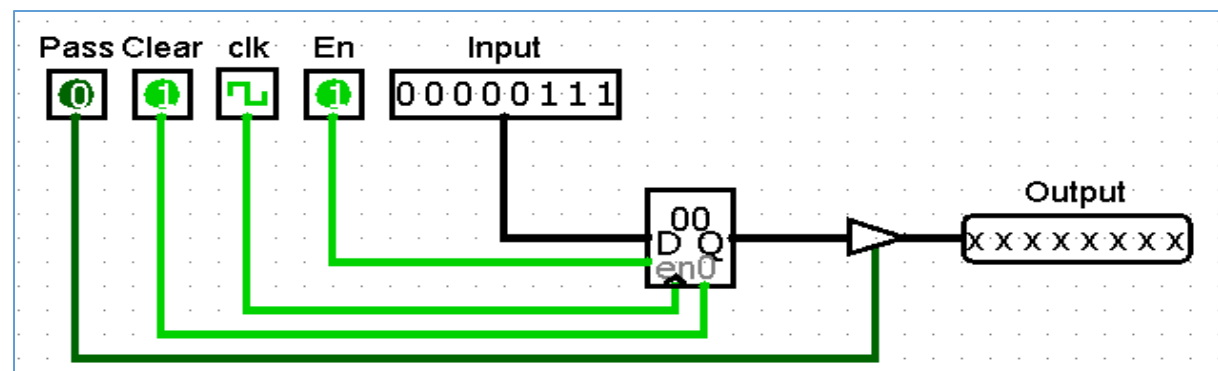 Pass Clear clk En Input
0 1 1 00000111
Output
00
D Q xxxxxxxx
en0